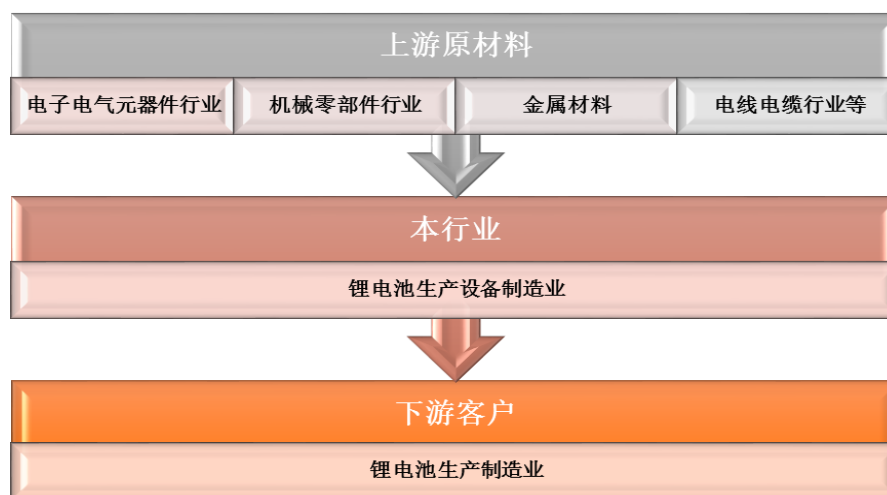 上游原材料
电子电气元器件行业 机械零部件行业 金属材料 电线电缆行业等
本行业
锂电池生产设备制造业
下游客户
锂电池生产制造业